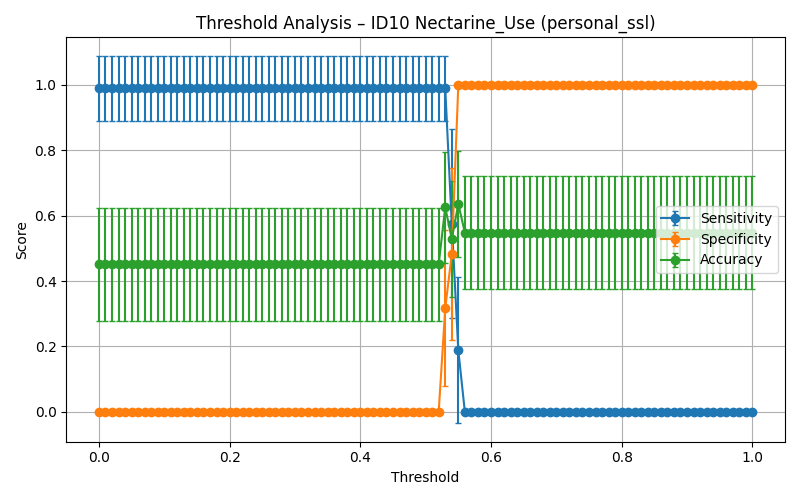 Threshold Analysis – ID10 Nectarine_Use (personal_ssl)
Score
1.0
0.8
0.6
0.4
0.2
0.0
Sensitivity
Specificity
Accuracy
0.0 0.2 0.4 0.6 0.8 1.0
Threshold